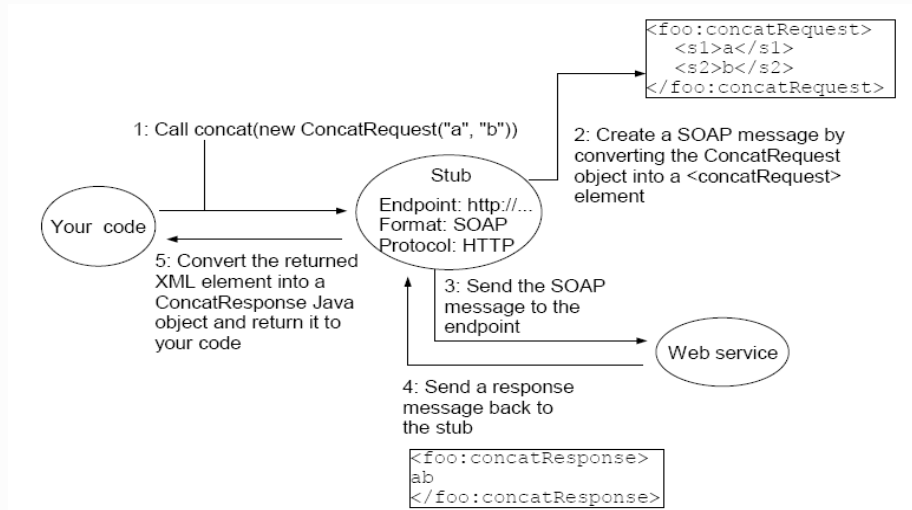 <foo:concatRequest>
<s1>a</s1>
<s2>b</s2>
</foo:concatRequest>
1: Call concat(new ConcatRequest("a", "b"))
2: Create a SOAP message by
converting the ConcatRequest
object into a <concatRequest>
element
Stub
Endpoint: http://...
Format: SOAP
Protocol: HTTP
Your code
5: Convert the returned
XML element into a
ConcatResponse Java
object and return it to
your code
3: Send the SOAP
message to the
endpoint
Web service
4: Send a response
message back to
the stub
<foo:concatResponse>
ab
</foo:concatResponse>